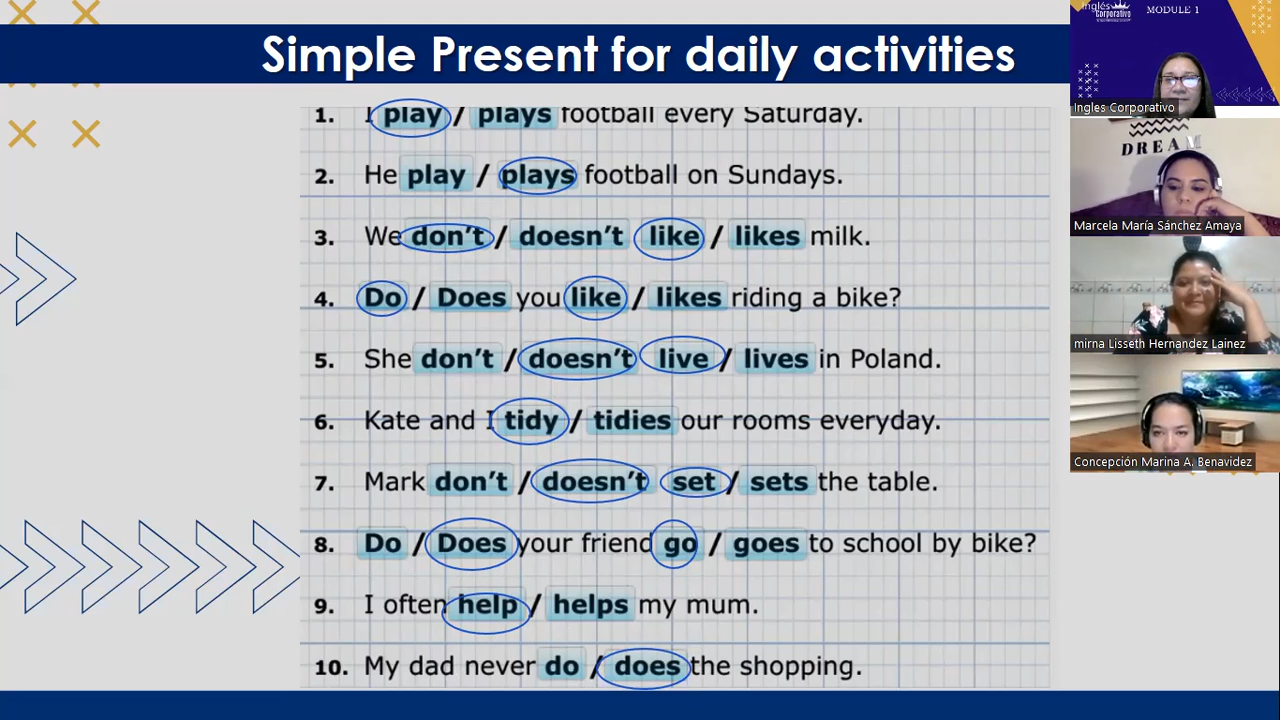 Simple Present for daily activities
1. I play / plays football every Saturday.
2. He play / plays football on Sundays.
3. We don't / doesn't like / likes milk.
4. Do / Does you like / likes riding a bike?
5. She don't / doesn't live / lives in Poland.
6. Kate and I tidy / tidies our rooms everyday.
7. Mark don't / doesn't set / sets the table.
8. Do / Does your friend go / goes to school by bike?
9. I often help / helps my mum.
10. My dad never do / does the shopping.
Inglés
Corporativo
MODULE 1
Ingles Corporativo
DREAM
Marcela María Sánchez Amaya
mirna Lisseth Hernandez Lainez
Concepción Marina A. Benavidez